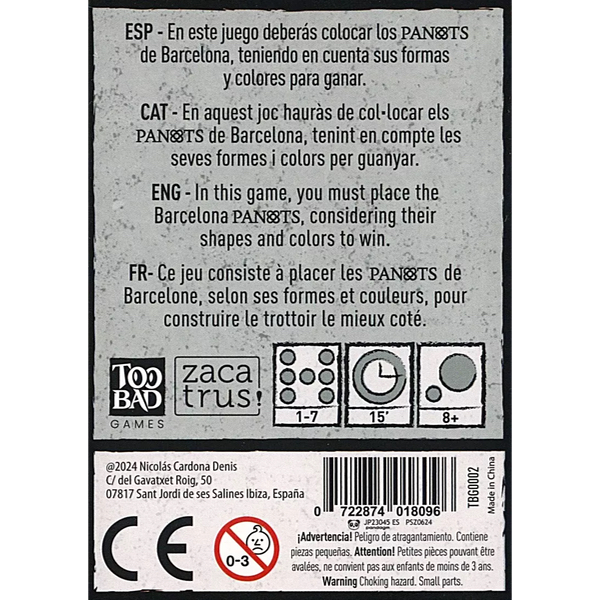 ESP - En este juego deberás colocar los PANOTS
de Barcelona, teniendo en cuenta sus formas
y colores para ganar.
CAT - En aquest joc hauràs de col·locar els
PANOTS de Barcelona, tenint en compte les
seves formes i colors per guanyar.
ENG - In this game, you must place the
Barcelona PANOTS, considering their
shapes and colors to win.
FR- Ce jeu consiste à placer les PANOTS de
Barcelone, selon ses formes et couleurs, pour
construire le trottoir le mieux coté.
TOO
BAD
GAMES
zaca
trus!
1-7
15'
8+
@2024 Nicolás Cardona Denis
C/ del Gavatxet Roig, 50
07817 Sant Jordi de ses Salines Ibiza, España
CE
0-3
0 722874 018096
JP23045 ES PSZ0624
pandagm
TBG0002
Made in China
¡Advertencia! Peligro de atragantamiento. Contiene
piezas pequeñas. Attention! Petites pièces pouvant être
avalées, ne convient pas aux enfants de moins de 3 ans.
Warning Choking hazard. Small parts.